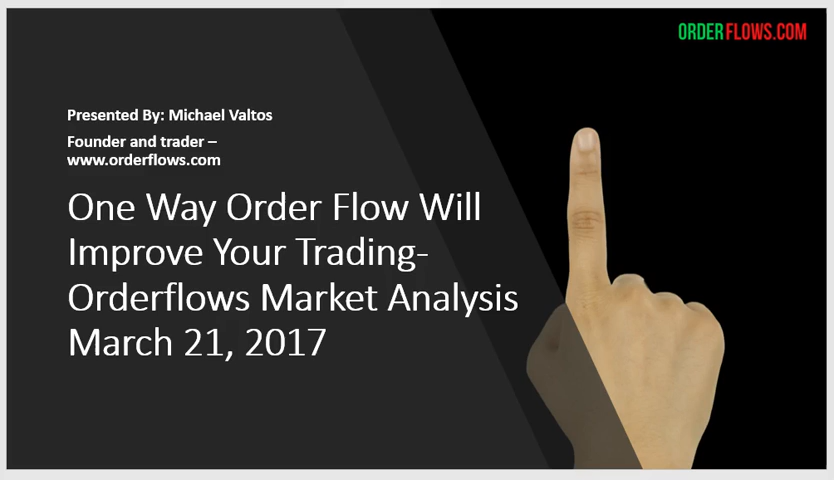 ORDERFLOWS.COM
Presented By: Michael Valtos
Founder and trader –
www.orderflows.com
One Way Order Flow Will
Improve Your Trading-
Orderflows Market Analysis
March 21, 2017